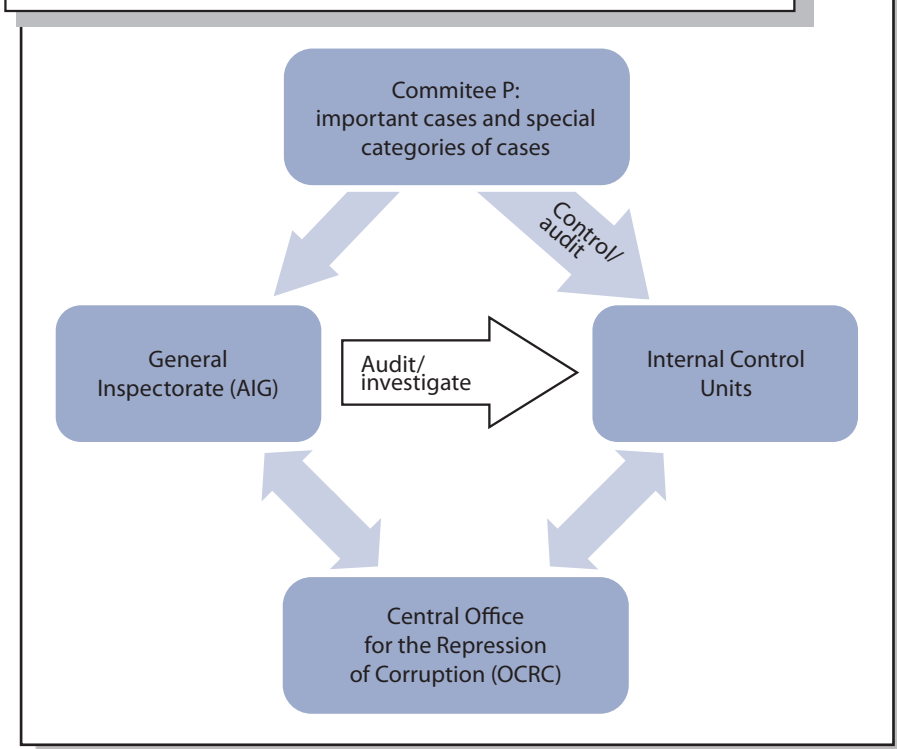 Commitee P:
important cases and special
categories of cases
Control/
audit
General
Inspectorate (AIG)
Audit/
investigate
Internal Control
Units
Central Office
for the Repression
of Corruption (OCRC)